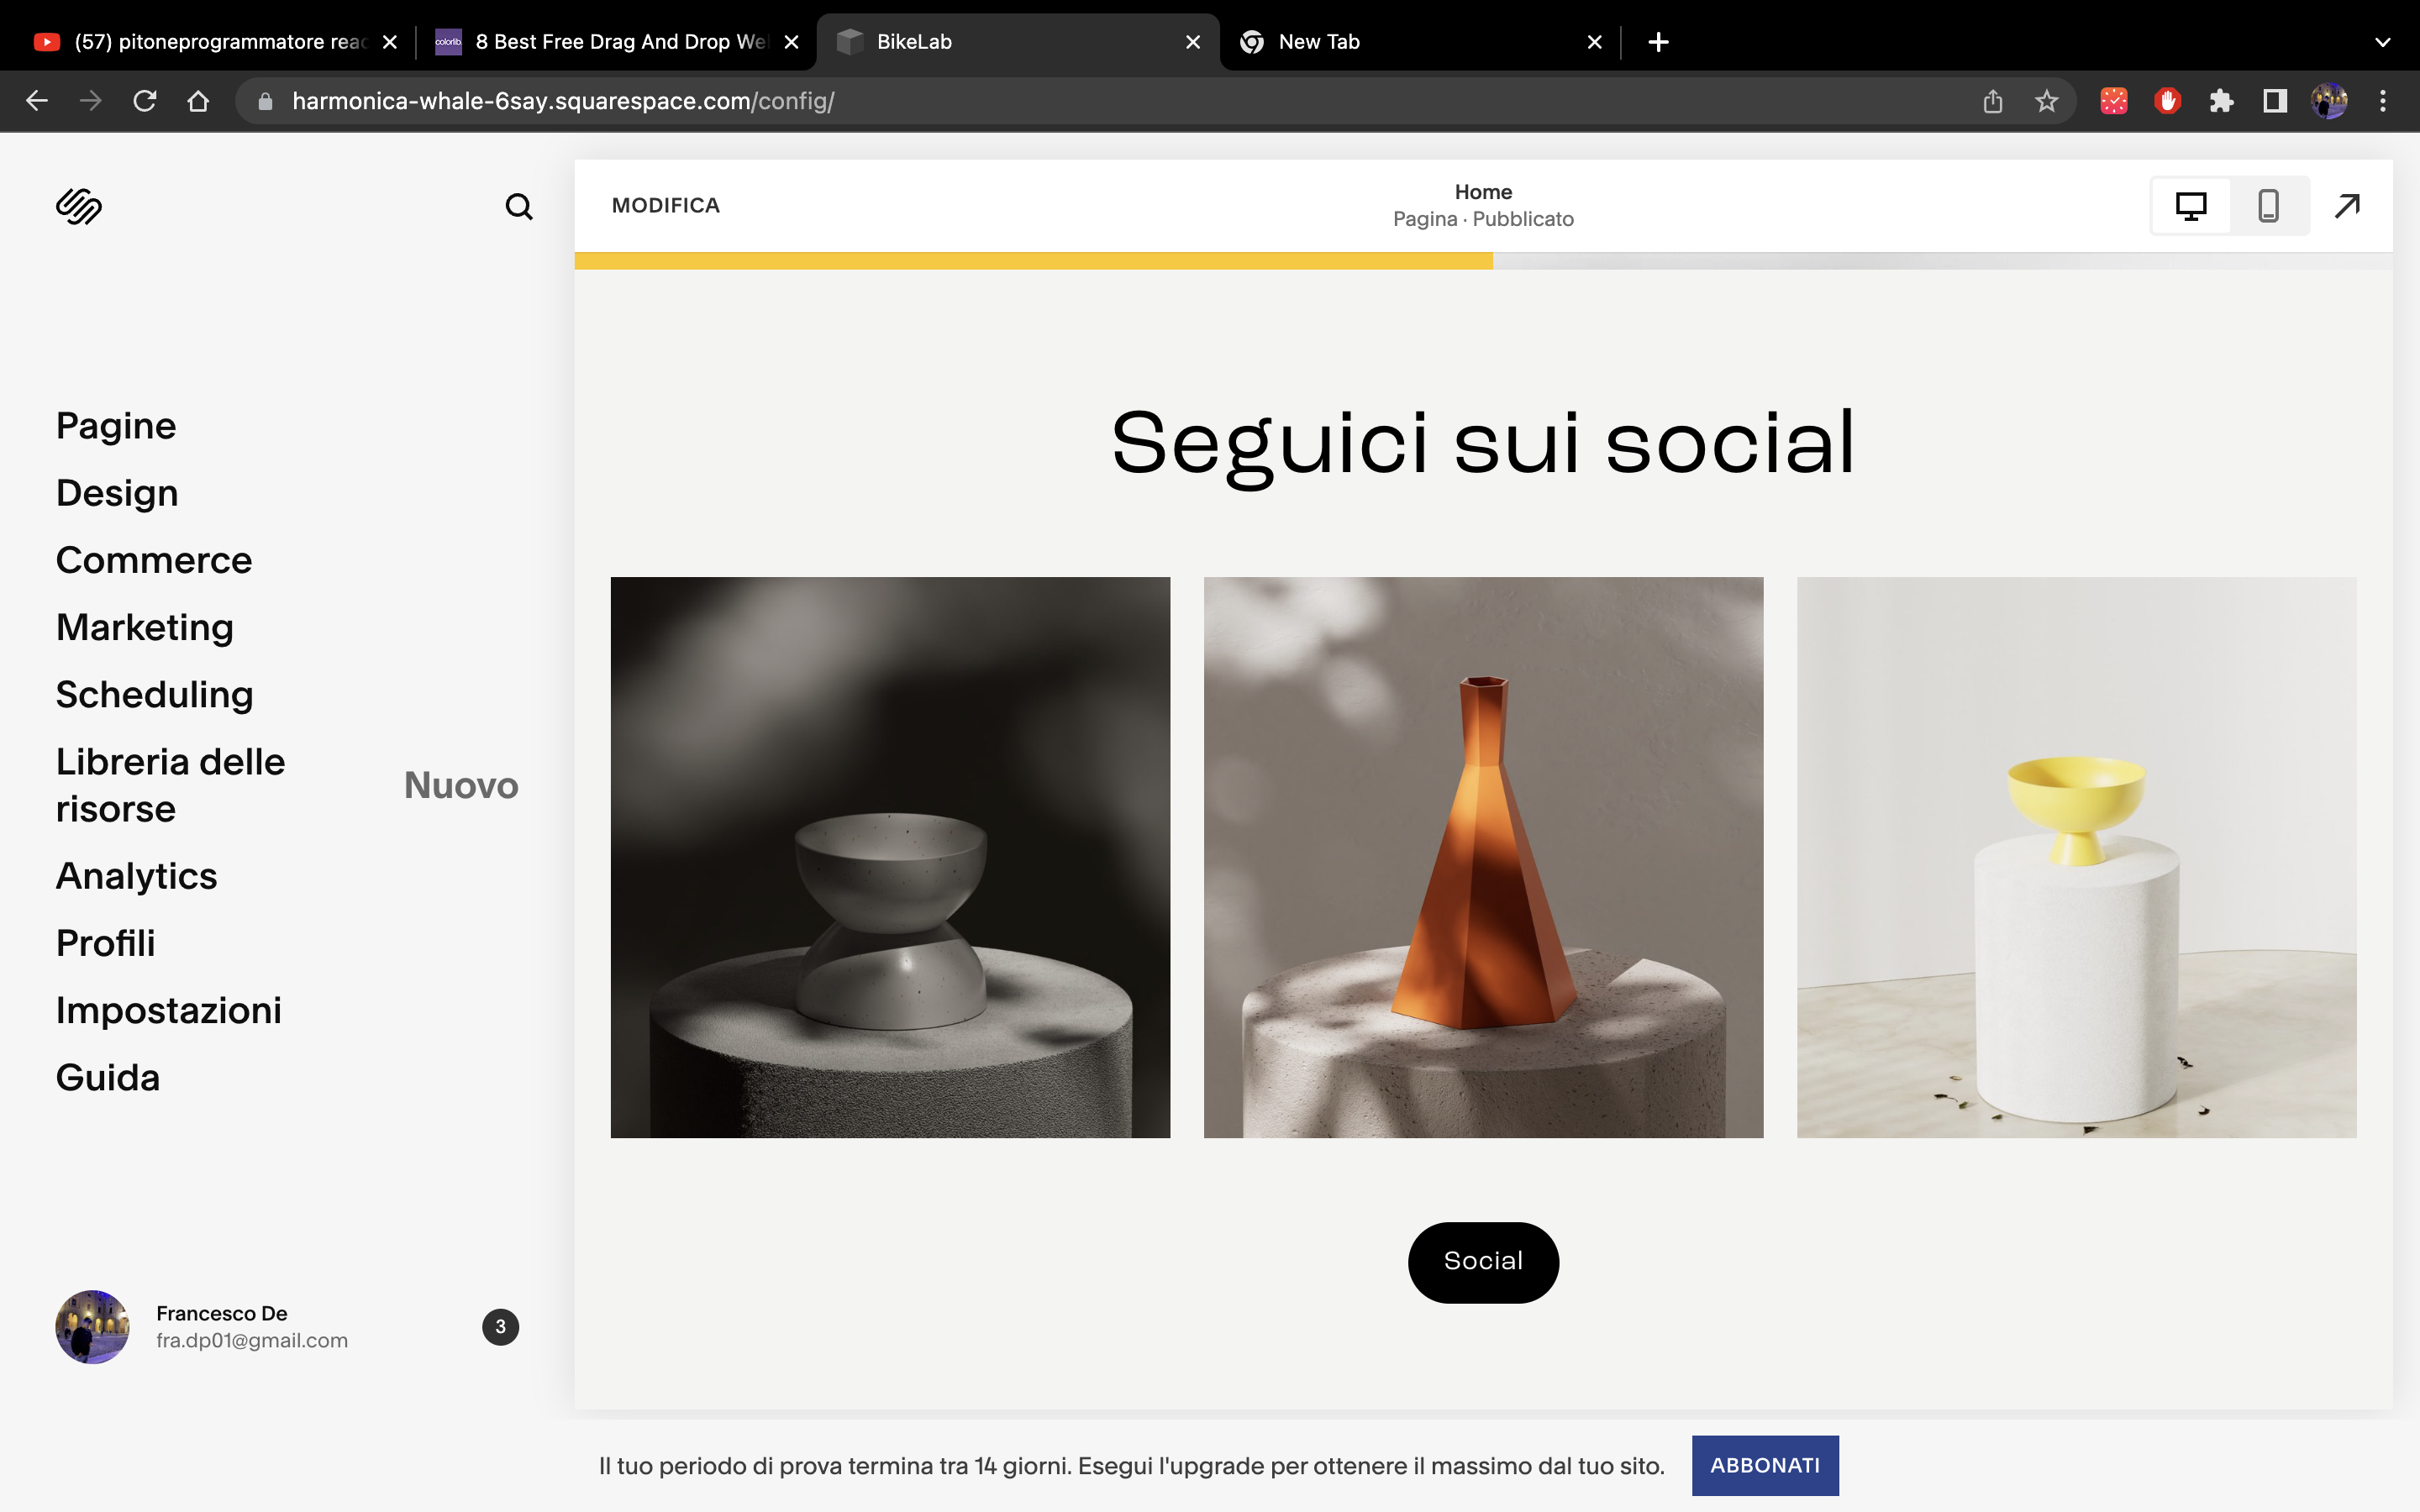 (57) pitoneprogrammatore reac
colorlib.
8 Best Free Drag And Drop We
BikeLab
New Tab
harmonica-whale-6say.squarespace.com/config/
MODIFICA
Home
Pagina · Pubblicato
Pagine
Design
Commerce
Marketing
Scheduling
Libreria delle
risorse
Nuovo
Analytics
Profili
Impostazioni
Guida
Seguici sui social
Social
Francesco De
fra.dp01@gmail.com
3
Il tuo periodo di prova termina tra 14 giorni. Esegui l'upgrade per ottenere il massimo dal tuo sito.
ABBONATI